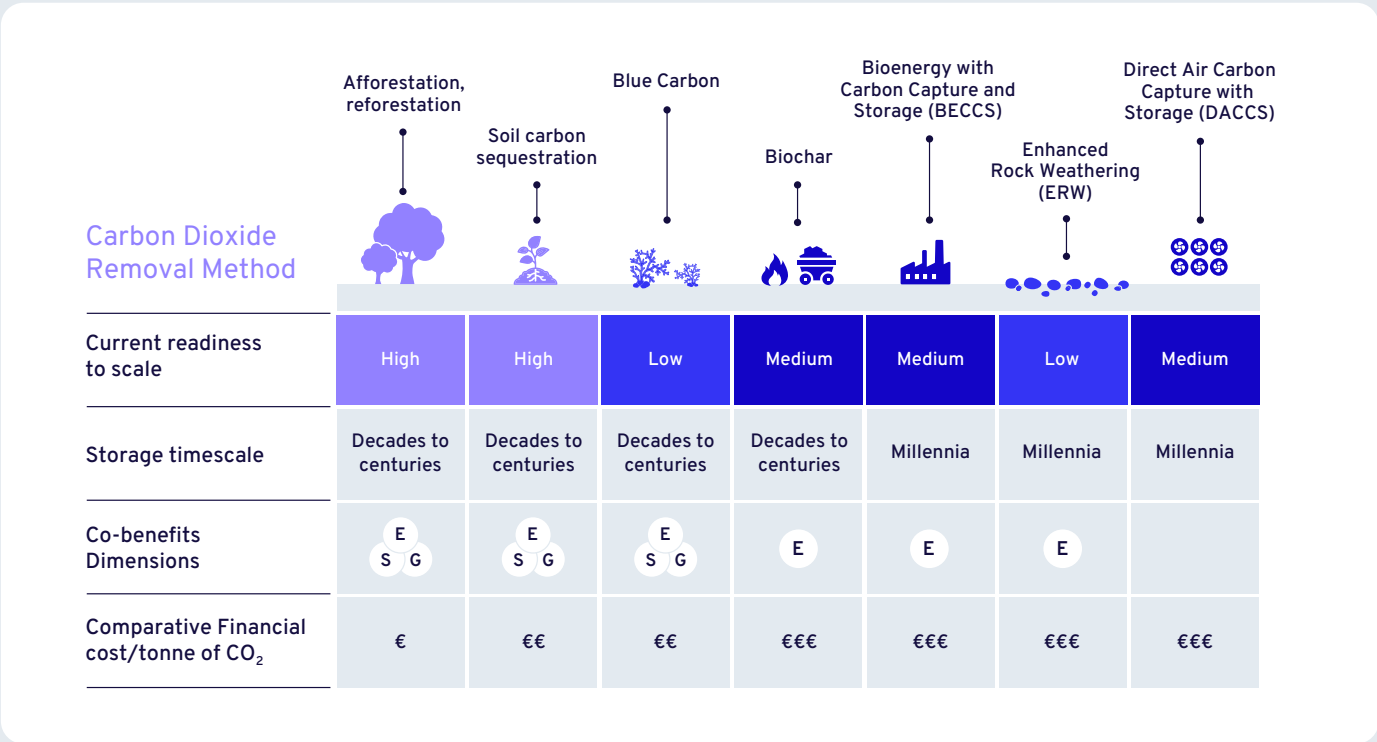 Afforestation,
reforestation
Soil carbon
sequestration
Blue Carbon
Biochar
Bioenergy with
Carbon Capture and
Storage (BECCS)
Enhanced
Rock Weathering
(ERW)
Direct Air Carbon
Capture with
Storage (DACCS)
Carbon Dioxide
Removal Method
Current readiness
to scale
High
High
Low
Medium
Medium
Low
Medium
Storage timescale
Decades to
centuries
Decades to
centuries
Decades to
centuries
Decades to
centuries
Millennia
Millennia
Millennia
Co-benefits
Dimensions
E
S G
E
S G
E
S G
E
E
E
Comparative Financial
cost/tonne of CO₂
€
€€
€€
€€€
€€€
€€€
€€€